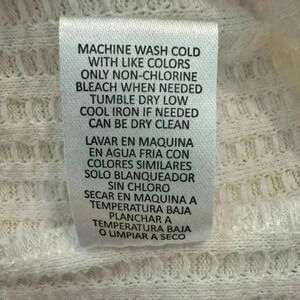 MACHINE WASH COLD
WITH LIKE COLORS
ONLY NON-CHLORINE
BLEACH WHEN NEEDED
TUMBLE DRY LOW
COOL IRON IF NEEDED
CAN BE DRY CLEAN
LAVAR EN MAQUINA
EN AGUA FRIA CON
COLORES SIMILARES
SOLO BLANQUEADOR
SIN CHLORO
SECAR EN MAQUINA A
TEMPERATURA BAJA
PLANCHAR A
TEMPERATURA BAJA
O LIMPIAR A SECO